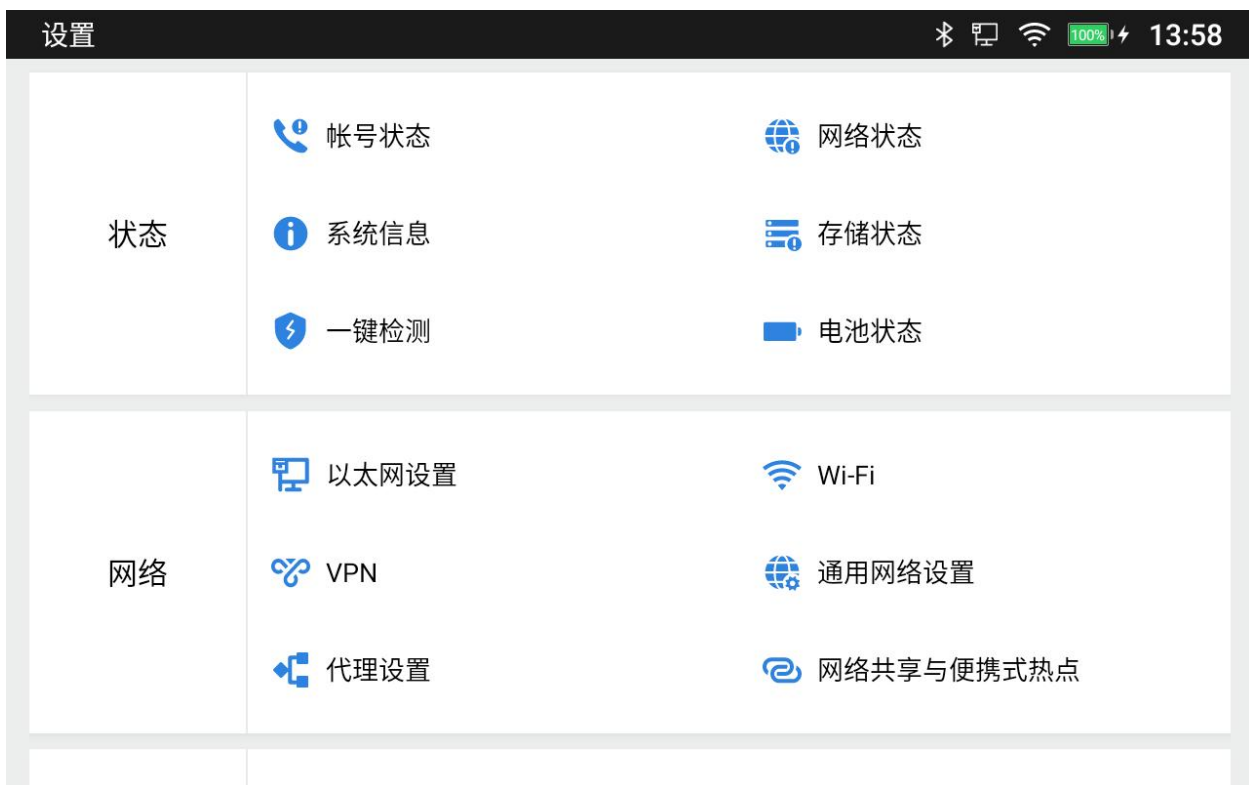 设置 100% 13:58
帐号状态 网络状态
状态 系统信息 存储状态
一键检测 电池状态
以太网设置 Wi-Fi
网络 VPN 通用网络设置
代理设置 网络共享与便携式热点